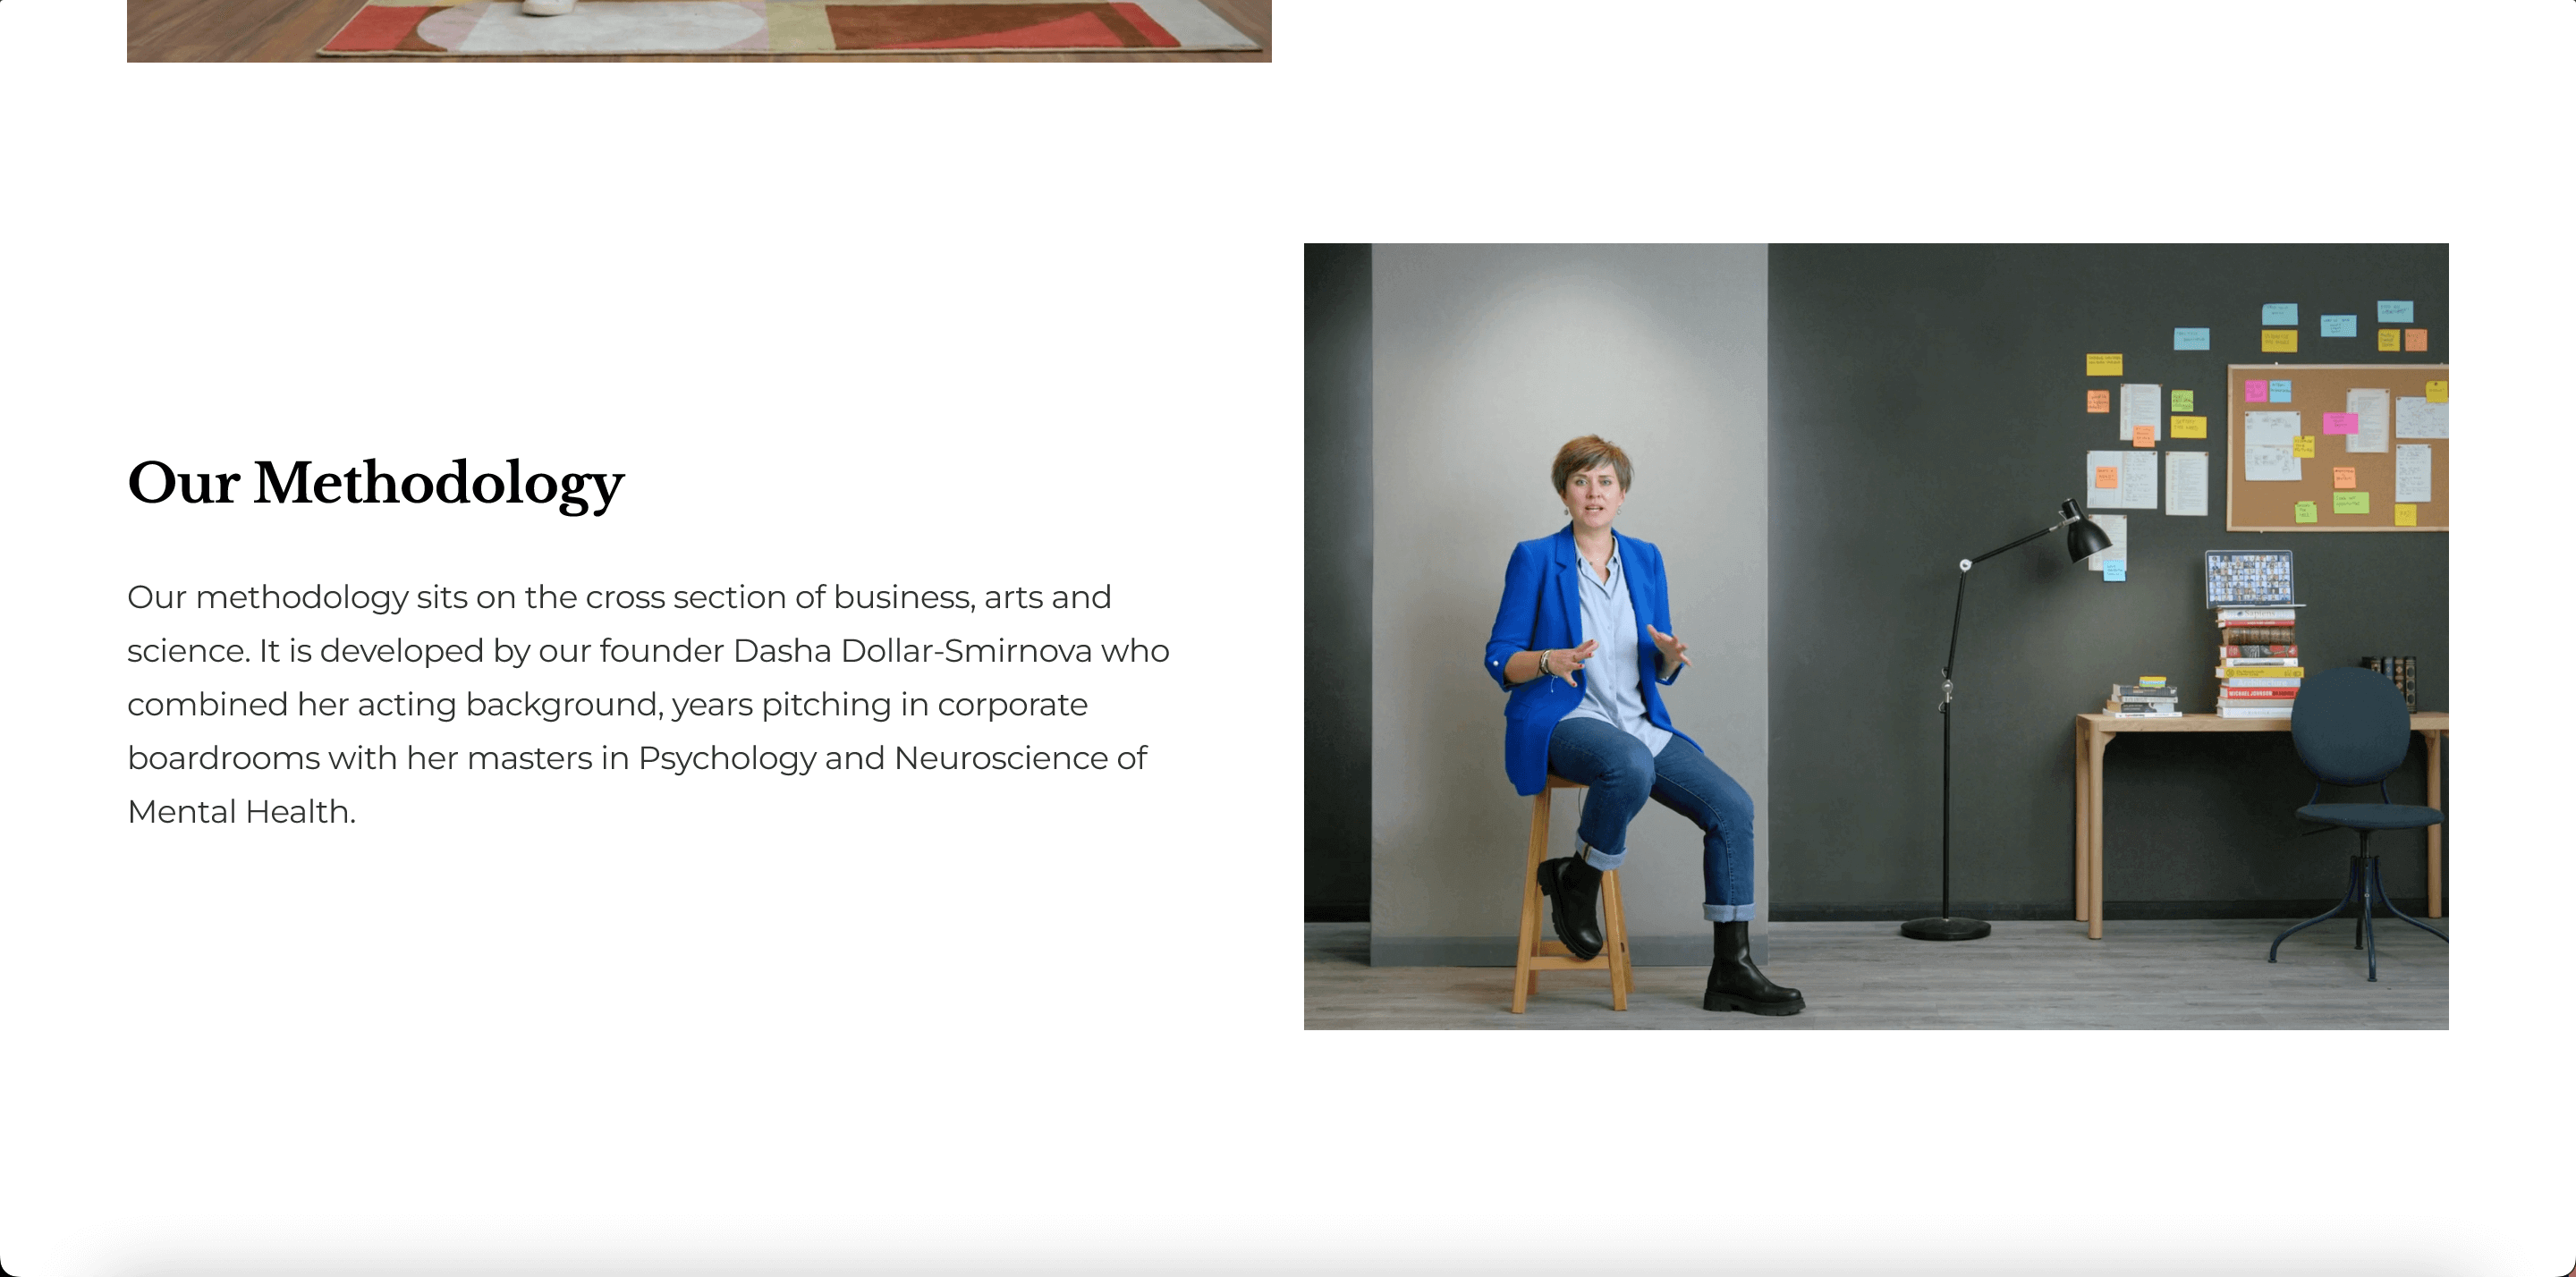 Our Methodology
Our methodology sits on the cross section of business, arts and
science. It is developed by our founder Dasha Dollar-Smirnova who
combined her acting background, years pitching in corporate
boardrooms with her masters in Psychology and Neuroscience of
Mental Health.